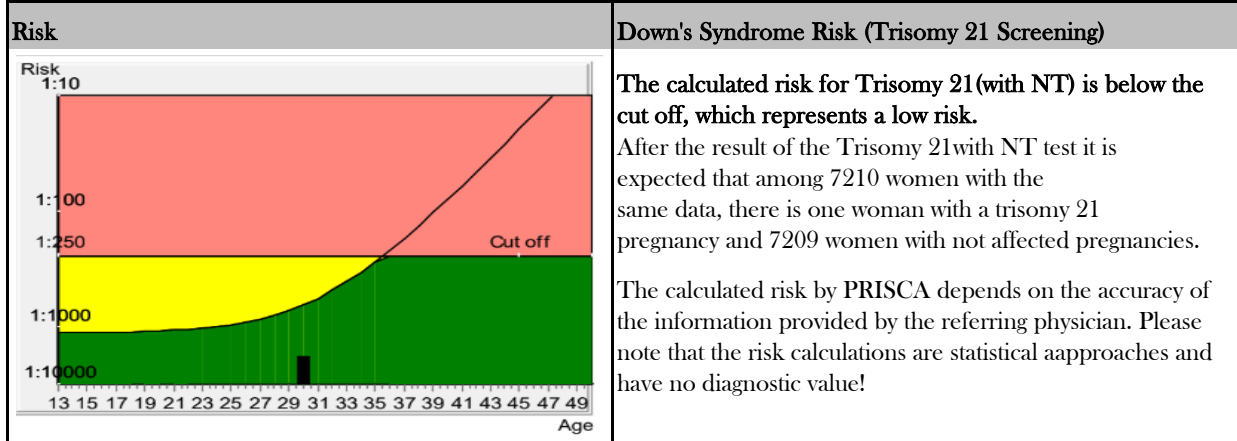 Risk
Down's Syndrome Risk (Trisomy 21 Screening)
Risk
1:10
1:100
1:250
Cut off
1:1000
1:10000
13 15 17 19 21 23 25 27 29 31 33 35 37 39 41 43 45 47 49
Age
The calculated risk for Trisomy 21(with NT) is below the
cut off, which represents a low risk.
After the result of the Trisomy 21with NT test it is
expected that among 7210 women with the
same data, there is one woman with a trisomy 21
pregnancy and 7209 women with not affected pregnancies.
The calculated risk by PRISCA depends on the accuracy of
the information provided by the referring physician. Please
note that the risk calculations are statistical aapproaches and
have no diagnostic value!